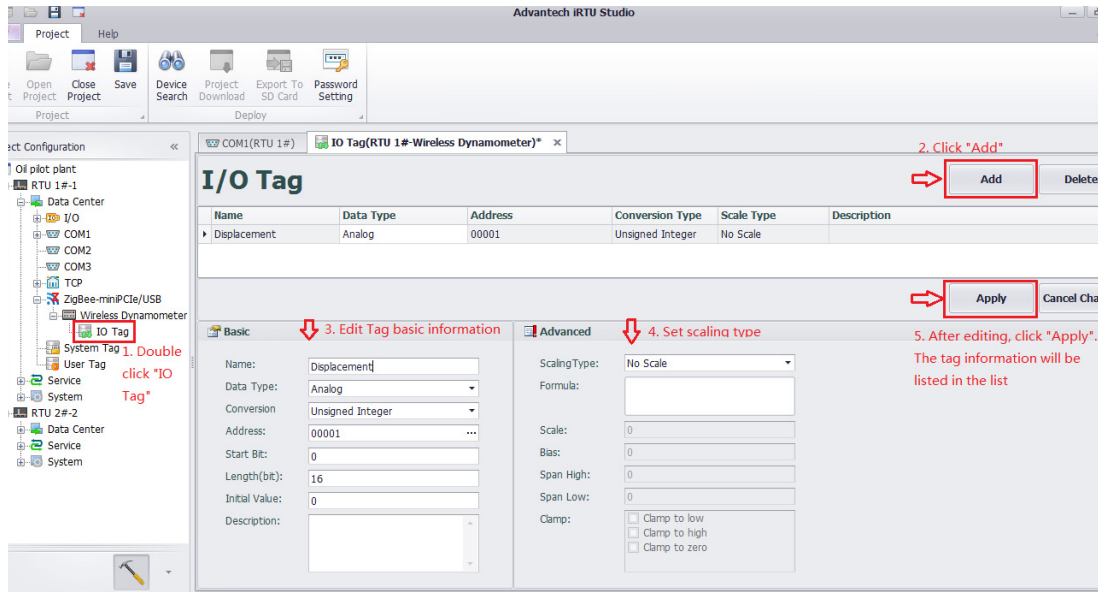 Advantech iRTU Studio
Project Help
Open Project
Close Project
Save
Device Search
Project Download
Export To SD Card
Password Setting
Project
Deploy
ect Configuration «
COM1(RTU 1#)
IO Tag(RTU 1#-Wireless Dynamometer)* ×
Oil pilot plant
RTU 1#-1
Data Center
I/O
COM1
COM2
COM3
TCP
ZigBee-miniPCIe/USB
Wireless Dynamometer
IO Tag
System Tag
User Tag
Service
System
RTU 2#-2
Data Center
Service
System
1. Double
click "IO
Tag"
I/O Tag
2. Click "Add"
Add
Delete
Name Data Type Address Conversion Type Scale Type Description
Displacement Analog 00001 Unsigned Integer No Scale
Apply
Cancel Cha
Basic
3. Edit Tag basic information
Name: Displacement
Data Type: Analog
Conversion Unsigned Integer
Address: 00001 ...
Start Bit: 0
Length(bit): 16
Initial Value: 0
Description:
Advanced
4. Set scaling type
ScalingType: No Scale
Formula:
Scale: 0
Bias: 0
Span High: 0
Span Low: 0
Clamp: Clamp to low
Clamp to high
Clamp to zero
5. After editing, click "Apply".
The tag information will be
listed in the list